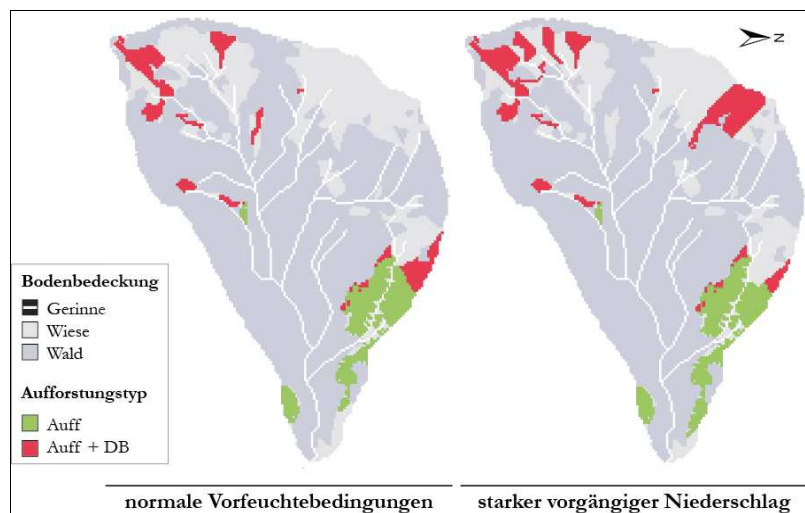 N
Bodenbedeckung
Gerinne
Wiese
Wald
Aufforstungstyp
Auff
Auff + DB
normale Vorfeuchtebedingungen
starker vorgängiger Niederschlag